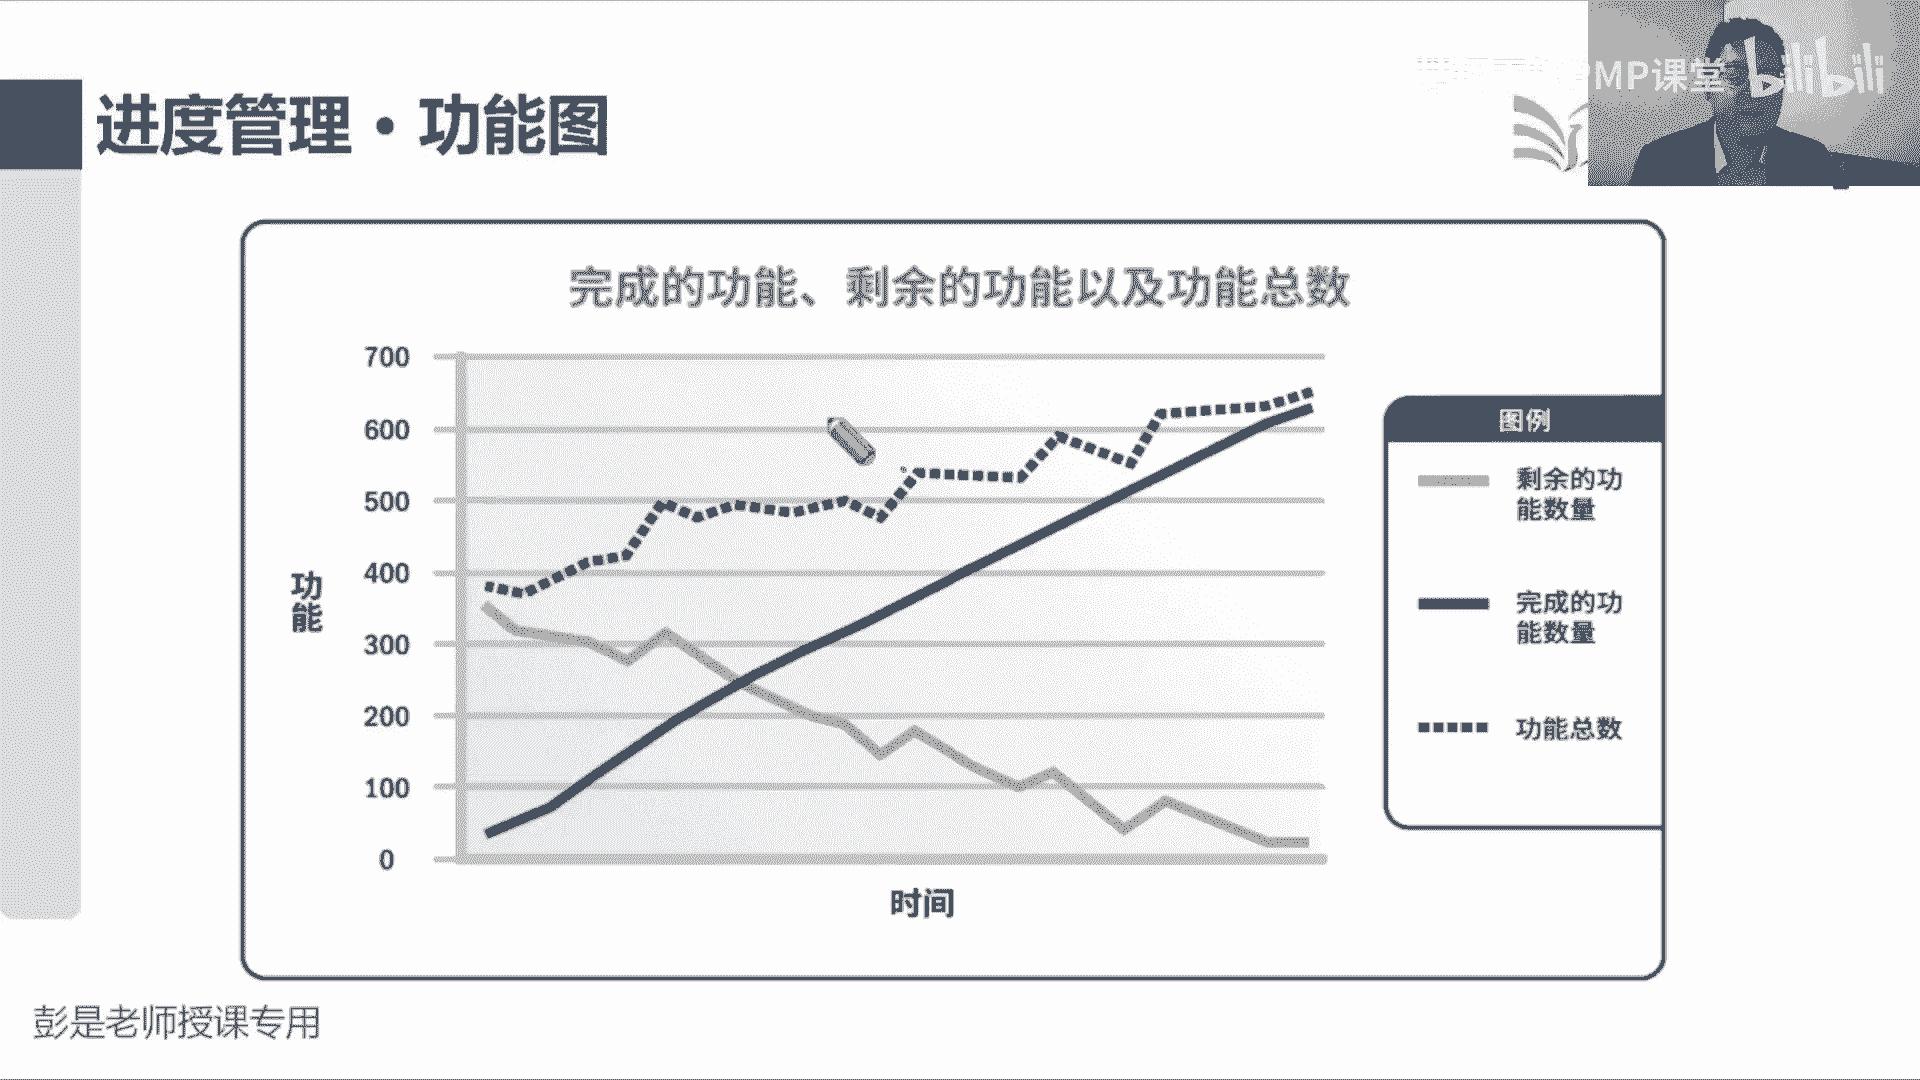 MP课堂 bilibili
进度管理·功能图
完成的功能、剩余的功能以及功能总数
700
600
500
400
300
200
100
0
功
能
时间
图例
剩余的功
能数量
完成的功
能数量
功能总数
彭是老师授课专用